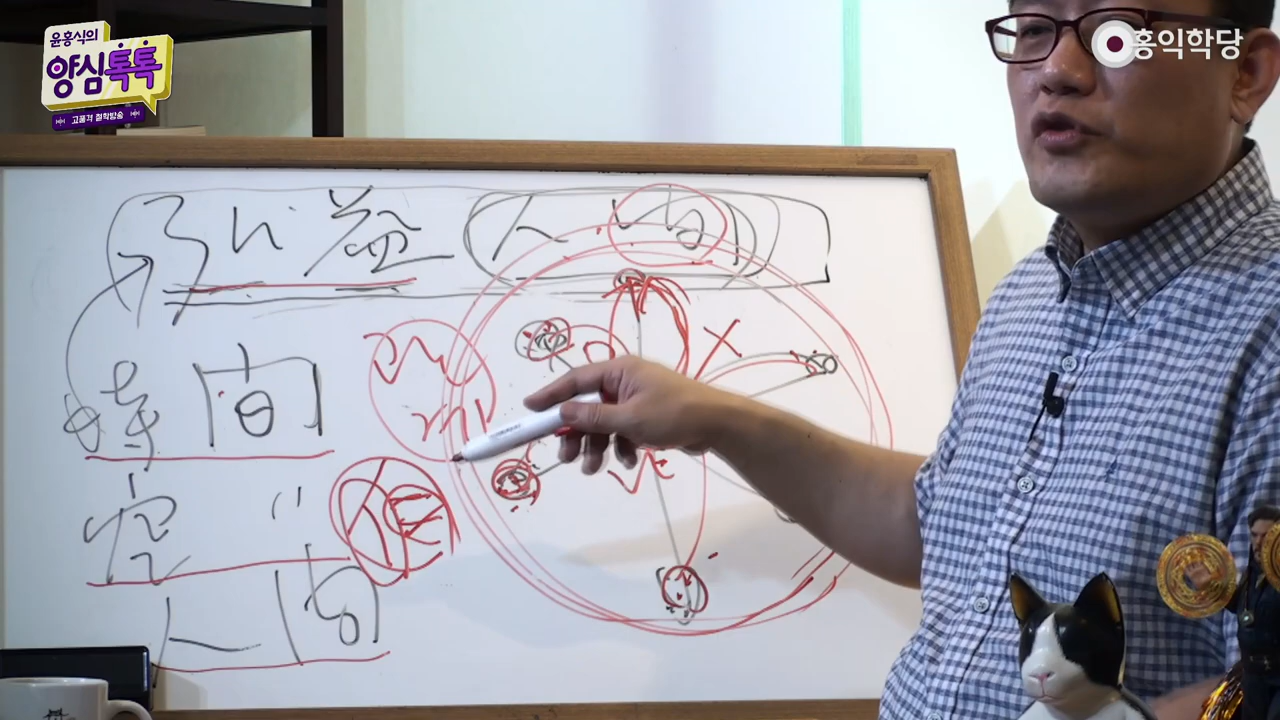 윤홍식의
양심톡톡
고품격 철학방송
홍익학당
弘益人間
時間
空〃
人間